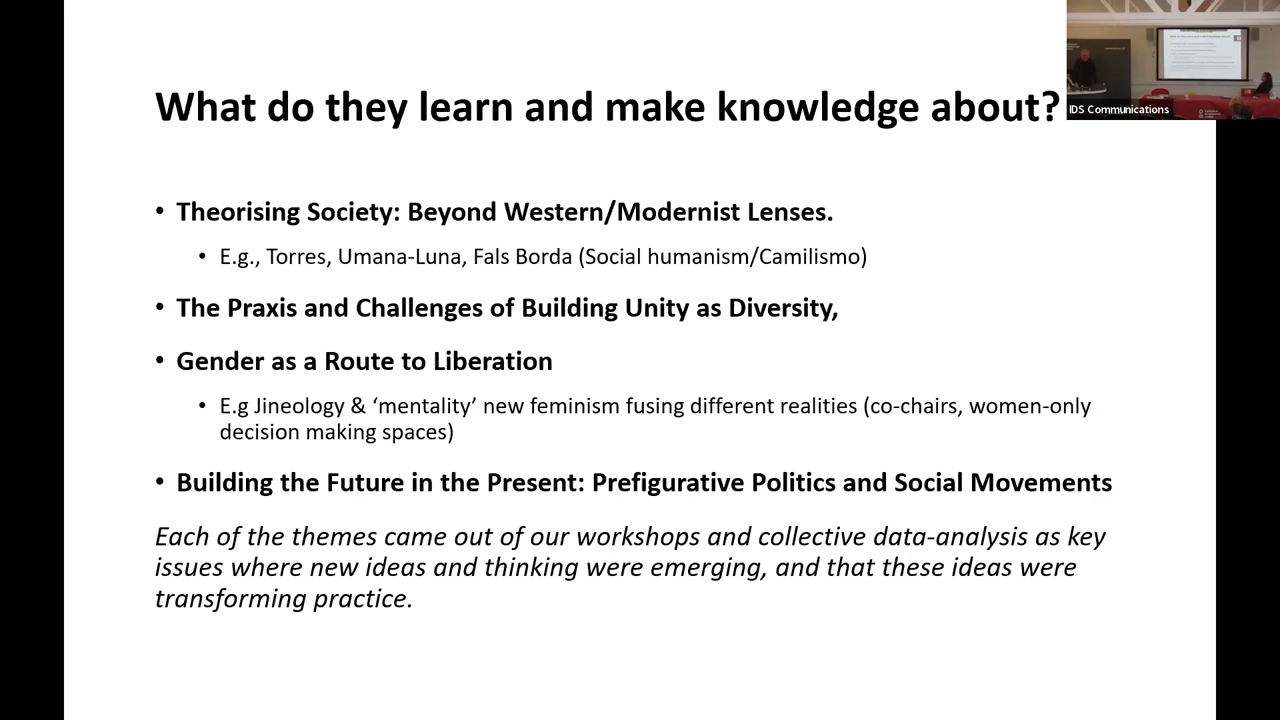 What do they learn and make knowledge about?
IDS Communications
• Theorising Society: Beyond Western/Modernist Lenses.
• E.g., Torres, Umana-Luna, Fals Borda (Social humanism/Camilismo)
• The Praxis and Challenges of Building Unity as Diversity,
• Gender as a Route to Liberation
• E.g Jineology & ‘mentality’ new feminism fusing different realities (co-chairs, women-only
decision making spaces)
• Building the Future in the Present: Prefigurative Politics and Social Movements
Each of the themes came out of our workshops and collective data-analysis as key
issues where new ideas and thinking were emerging, and that these ideas were
transforming practice.